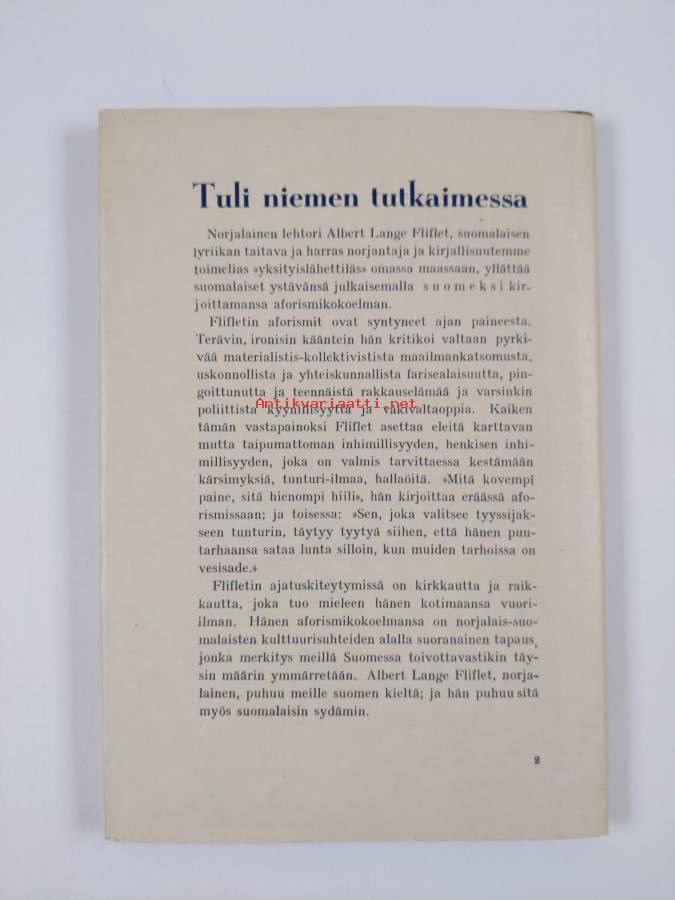 Tuli niemen tutkaimessa
Norjalainen lehtori Albert Lange Fliflet, suomalaisen
lyriikan taitava ja harras norjantaja ja kirjallisuutemme
toimelias »yksityislähettiläs» omassa maassaan, yllättää
suomalaiset ystävänsä julkaisemalla suomeksi kir-
joittamansa aforismikokoelman.
Flifletin aforismit ovat syntyneet ajan paineesta.
Terävin, ironisin kääntein hän kritikoi valtaan pyrki-
vää materialistis-kollektivistista maailmankatsomusta,
uskonnollista ja yhteiskunnallista farisealaisuutta, pin-
goittunutta ja teennäistä rakkauselämää ja varsinkin
Antikvariaatti.net
poliittista kyynillisyyttä ja väkivaltaoppia. Kaiken
tämän vastapainoksi Fliflet asettaa eleitä karttavan
mutta taipumattoman inhimillisyyden, henkisen inhi-
millisyyden, joka on valmis tarvittaessa kestämään
kärsimyksiä, tunturi-ilmaa, hallaöitä. »Mitä kovempi
paine, sitä hienompi hiili», hän kirjoittaa eräässä afo-
rismissaan; ja toisessa: »Sen, joka valitsee tyyssijak-
seen tunturin, täytyy tyytyä siihen, että hänen puu-
tarhaansa sataa lunta silloin, kun muiden tarhoissa on
vesisade.»
Flifletin ajatuskiteytymissä on kirkkautta ja raik-
kautta, joka tuo mieleen hänen kotimaansa vuori-
ilman. Hänen aforismikokoelmansa on norjalais-suo-
malaisten kulttuurisuhteiden alalla suoranainen tapaus,
jonka merkitys meillä Suomessa toivottavastikin täy-
sin määrin ymmärretään. Albert Lange Fliflet, norja-
lainen, puhuu meille suomen kieltä; ja hän puhuu sitä
myös suomalaisin sydämin.
2